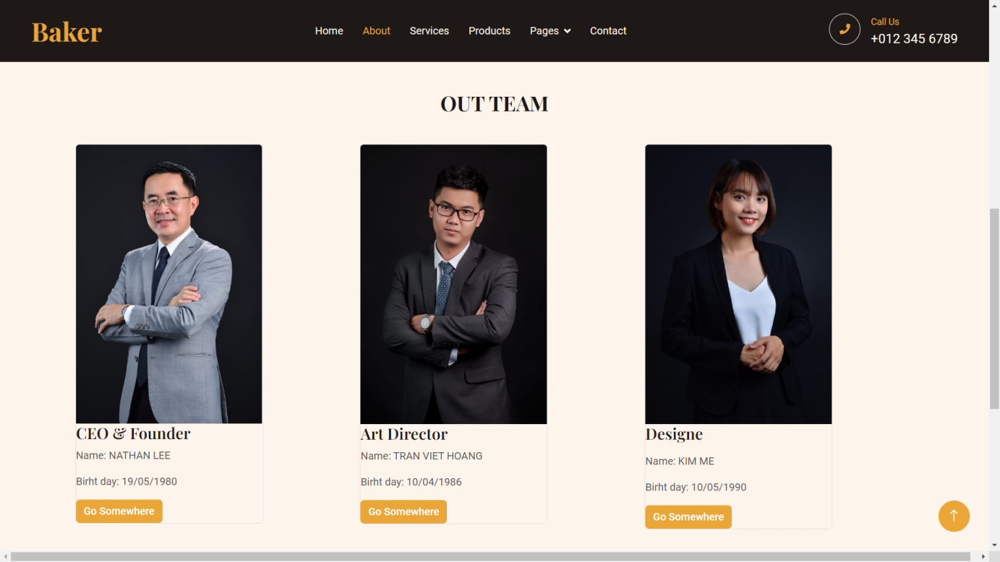 Baker
Home About Services Products Pages Contact
Call Us
+012 345 6789
OUT TEAM
CEO & Founder
Name: NATHAN LEE
Birht day: 19/05/1980
Go Somewhere
Art Director
Name: TRAN VIET HOANG
Birht day: 10/04/1986
Go Somewhere
Designe
Name: KIM ME
Birht day: 10/05/1990
Go Somewhere